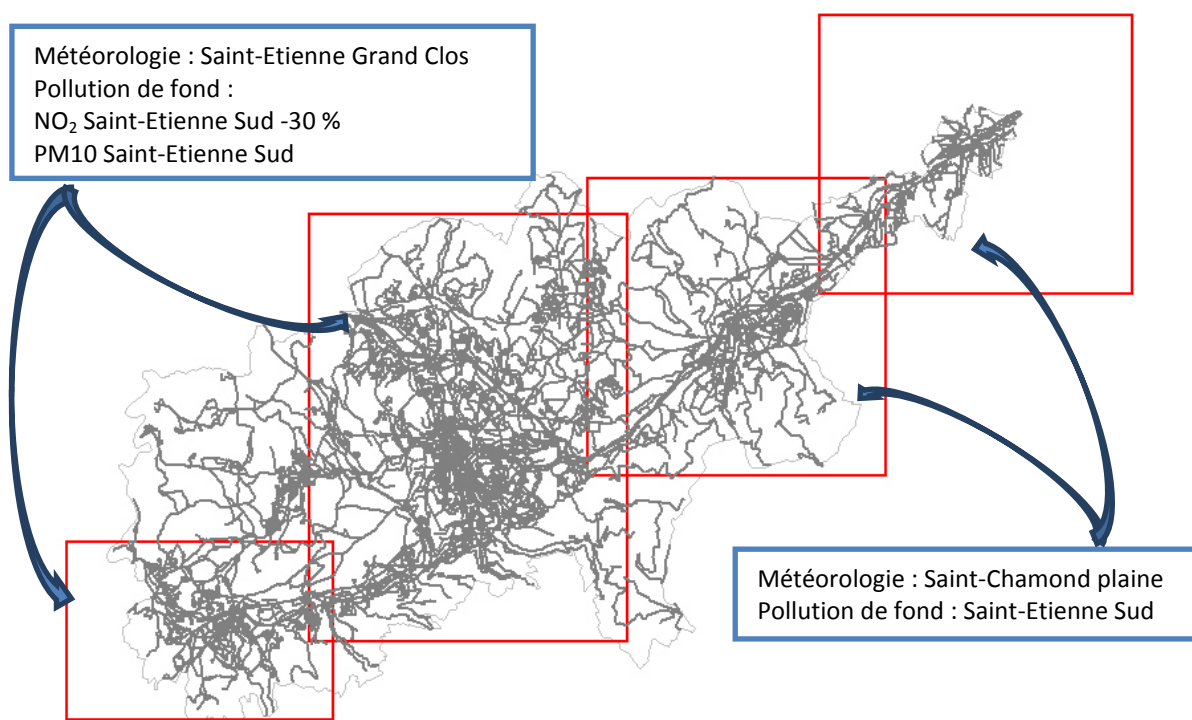 Météorologie : Saint-Etienne Grand Clos
Pollution de fond :
NO₂ Saint-Etienne Sud -30 %
PM10 Saint-Etienne Sud
Météorologie : Saint-Chamond plaine
Pollution de fond : Saint-Etienne Sud